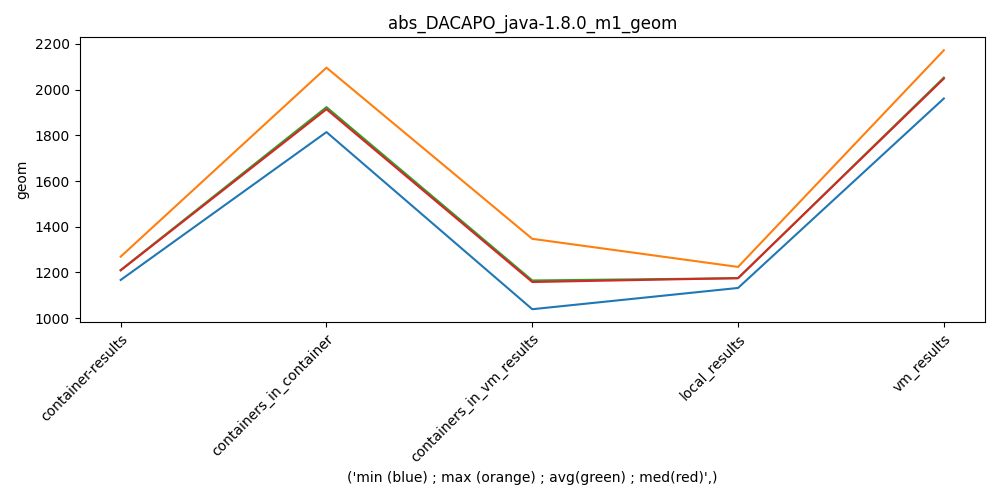 abs_DACAPO_java-1.8.0_m1_geom
geom
2200
2000
1800
1600
1400
1200
1000
container-results
containers_in_container
containers_in_vm_results
local_results
vm_results
('min (blue) ; max (orange) ; avg(green) ; med(red)',)